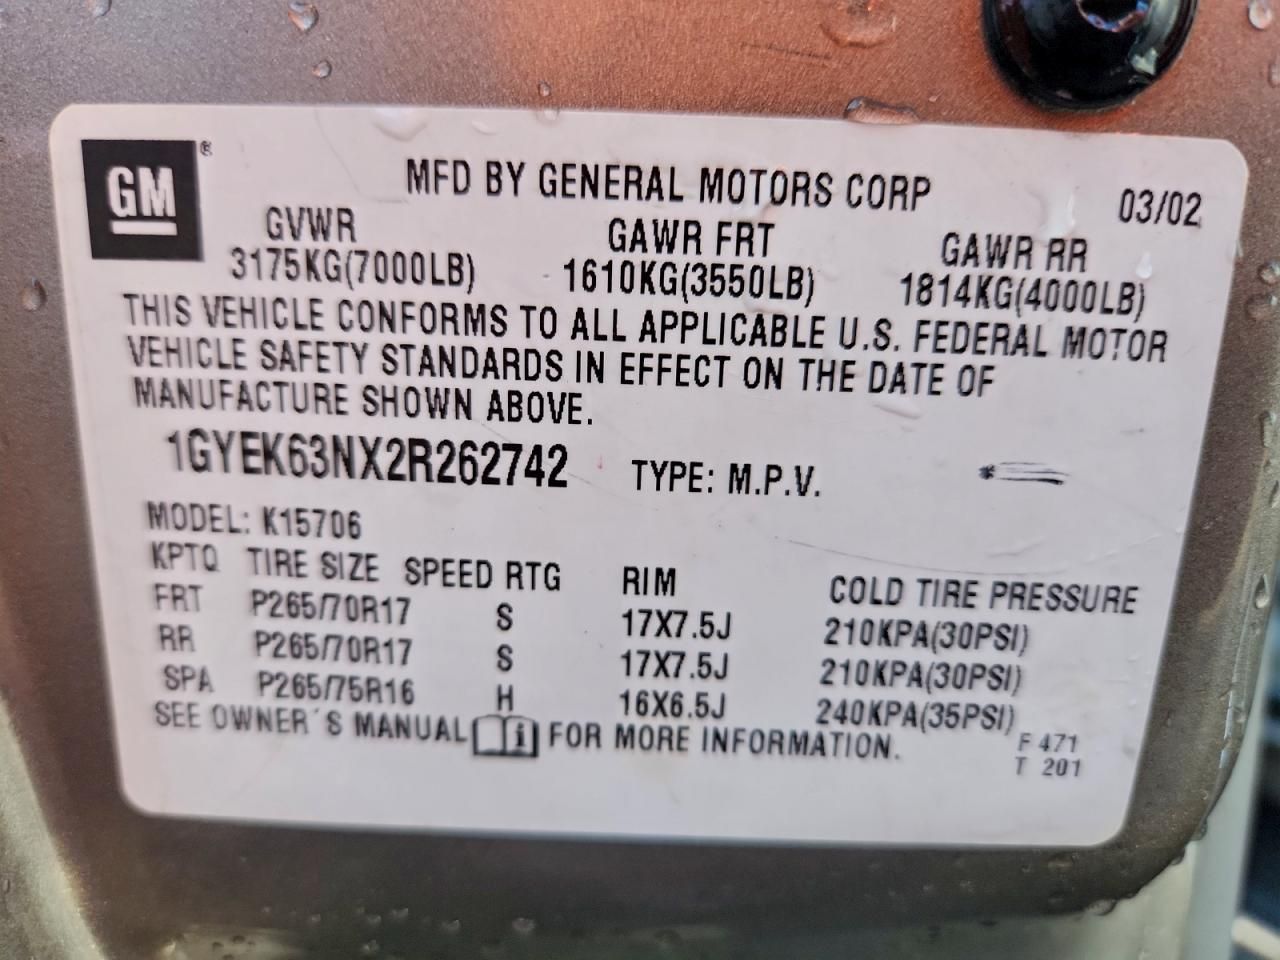 GM®
MFD BY GENERAL MOTORS CORP 03/02
GVWR GAWR FRT GAWR RR
3175KG(7000LB) 1610KG(3550LB) 1814KG(4000LB)
THIS VEHICLE CONFORMS TO ALL APPLICABLE U.S. FEDERAL MOTOR
VEHICLE SAFETY STANDARDS IN EFFECT ON THE DATE OF
MANUFACTURE SHOWN ABOVE.
1GYEK63NX2R262742 TYPE: M.P.V.
MODEL: K15706
KPTQ TIRE SIZE SPEED RTG RIM COLD TIRE PRESSURE
FRT P265/70R17 S 17X7.5J 210KPA(30PSI)
RR P265/70R17 S 17X7.5J 210KPA(30PSI)
SPA P265/75R16 H 16X6.5J 240KPA(35PSI)
SEE OWNER´S MANUAL i FOR MORE INFORMATION.
F 471
T 201